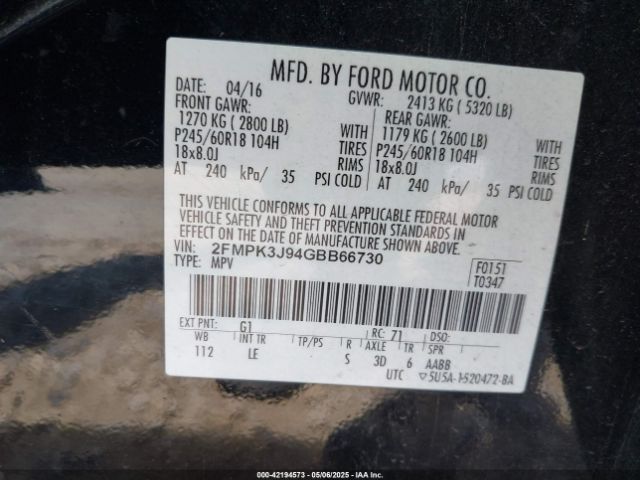 MFD. BY FORD MOTOR CO.
DATE: 04/16 GVWR: 2413 KG ( 5320 LB)
FRONT GAWR: REAR GAWR:
1270 KG ( 2800 LB) WITH 1179 KG ( 2600 LB) WITH
P245/60R18 104H TIRES P245/60R18 104H TIRES
18x8.0J RIMS 18x8.0J RIMS
AT 240 kPa/ 35 PSI COLD AT 240 kPa/ 35 PSI COLD
THIS VEHICLE CONFORMS TO ALL APPLICABLE FEDERAL MOTOR
VEHICLE SAFETY AND THEFT PREVENTION STANDARDS IN
EFFECT ON THE DATE OF MANUFACTURE SHOWN ABOVE.
VIN: 2FMPK3J94GBB66730
TYPE: MPV
F0151
T0347
EXT PNT: G1 RC: 71 DSO:
WB INT TR TP/PS R AXLE TR SPR
112 LE S 3D 6 AABB
UTC ▽5U5A-1520472-BA
000-42194573 - 05/06/2025 - IAA Inc.